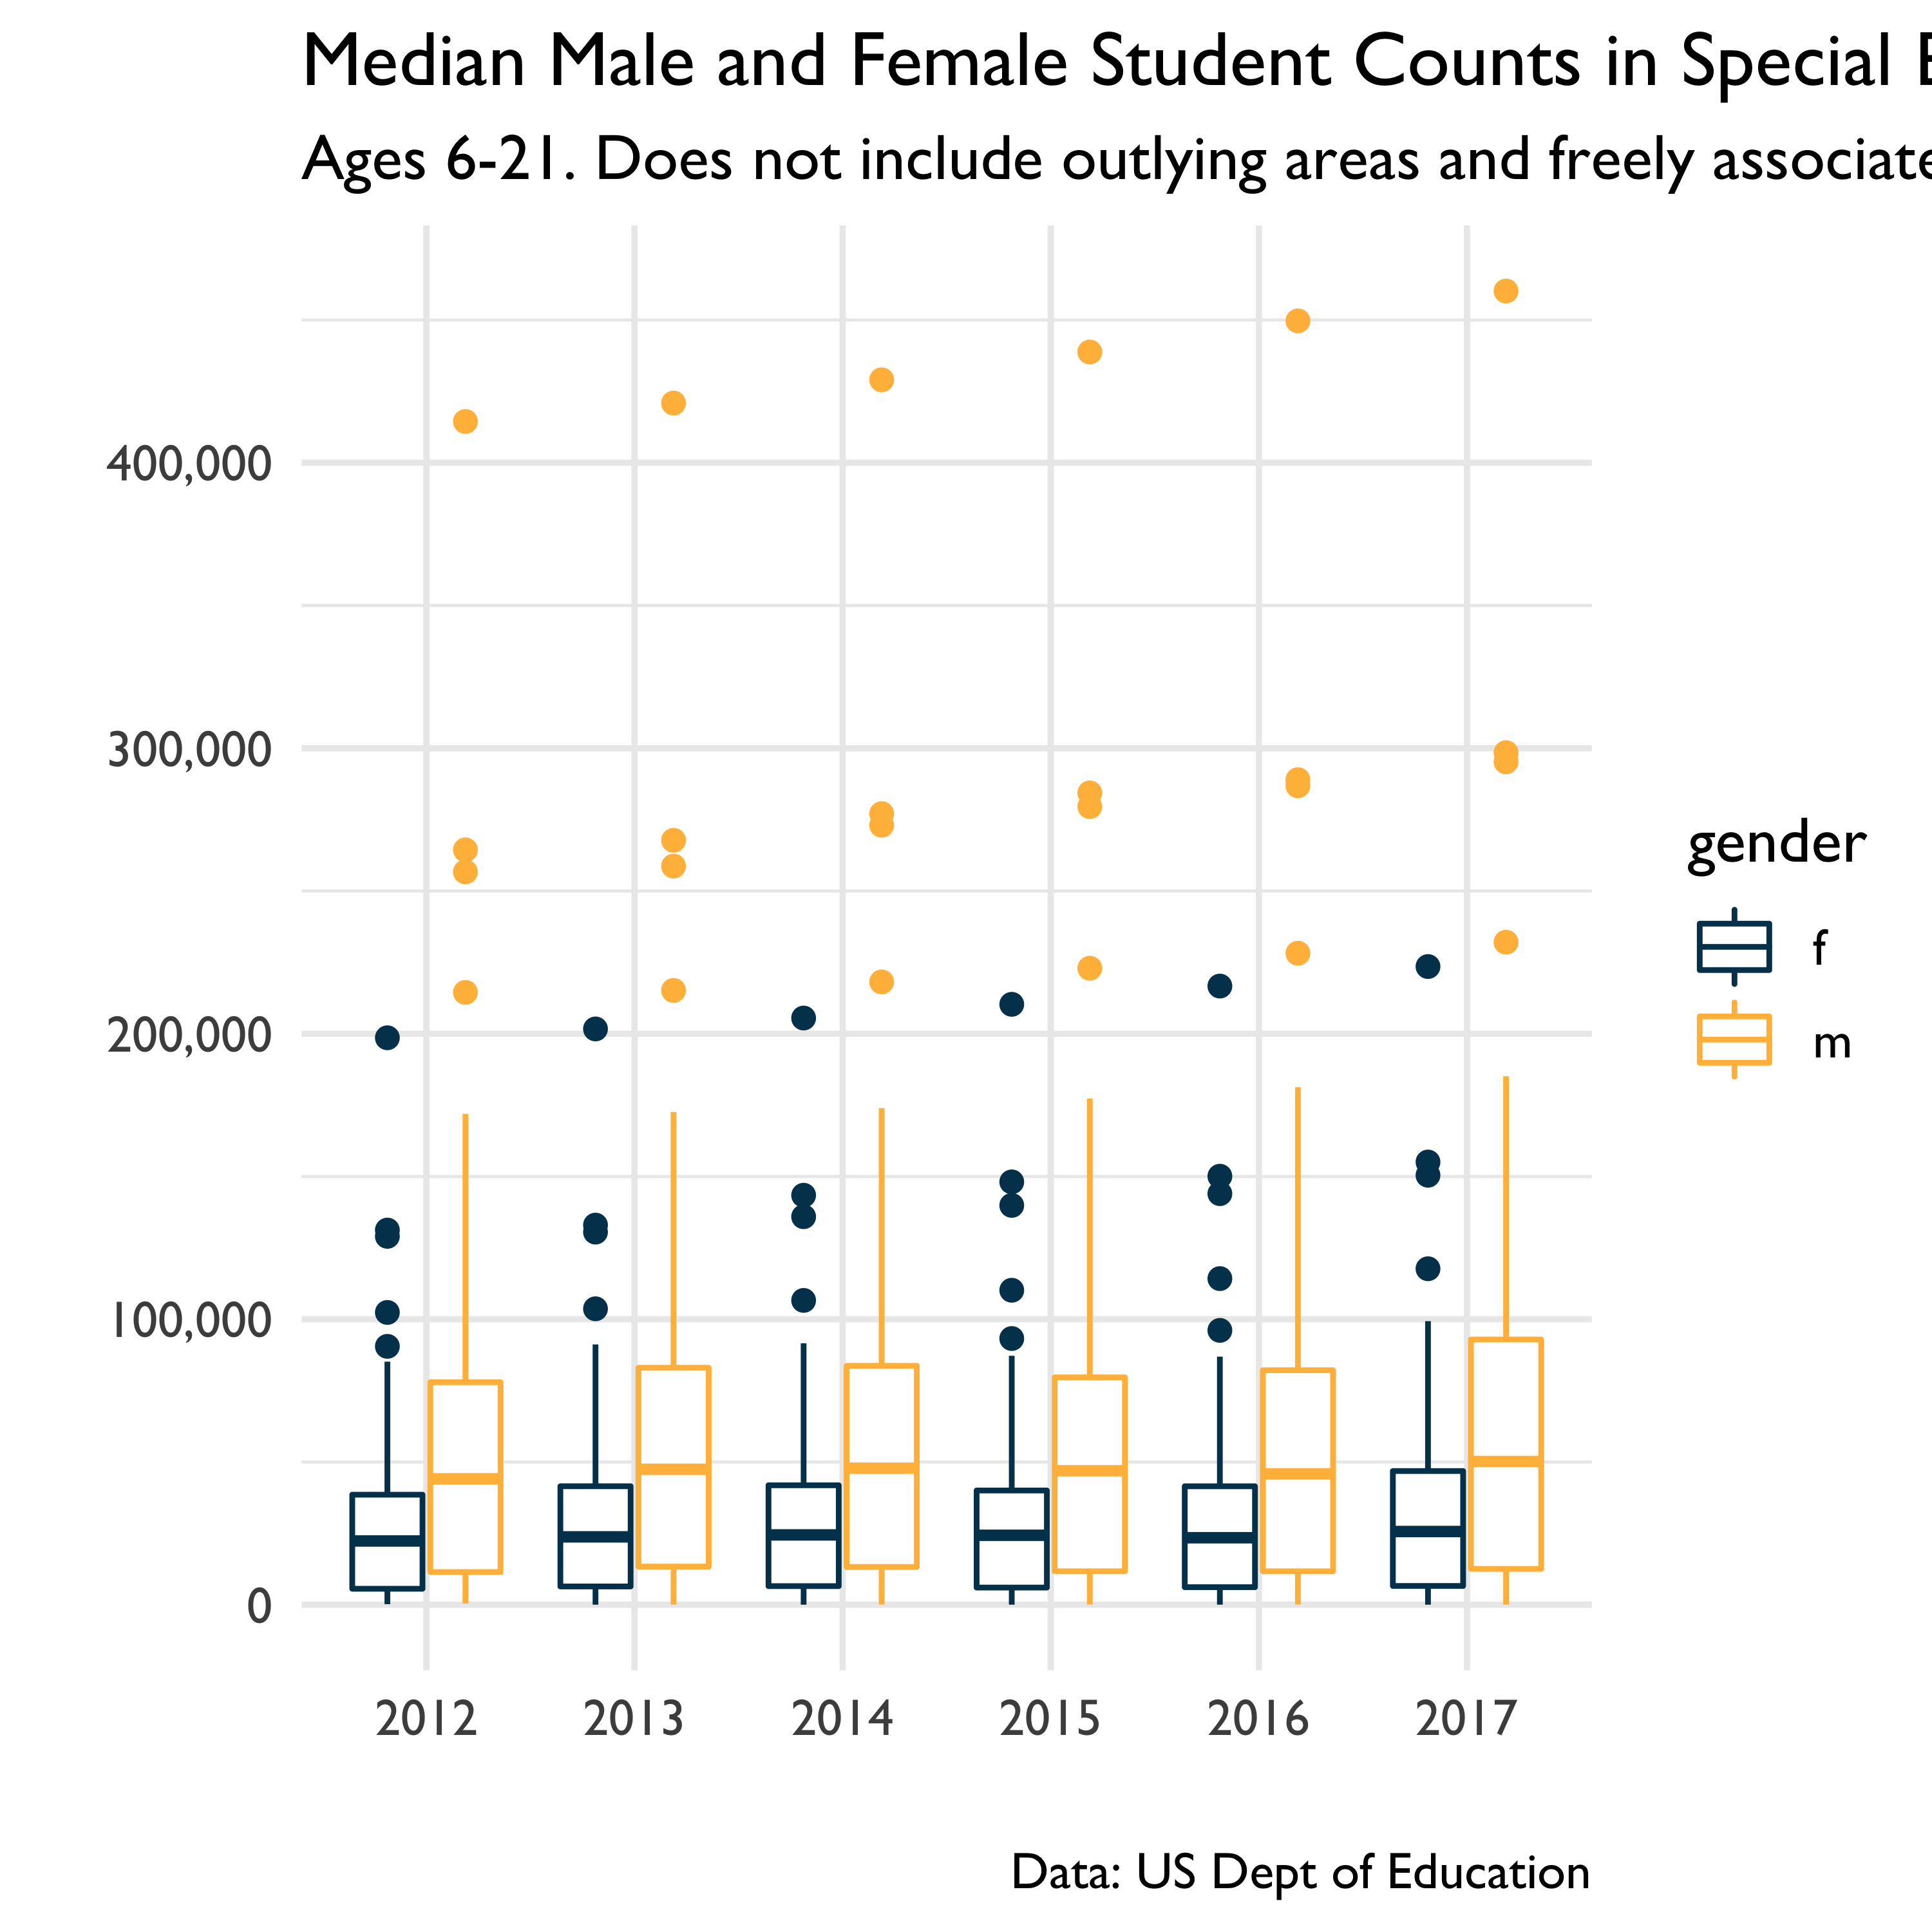 Median Male and Female Student Counts in Special
Ages 6-21. Does not include outlying areas and freely
400,000
300,000
200,000
100,000
0
2012 2013 2014 2015 2016 2017
gender
f
m
Data: US Dept of Education